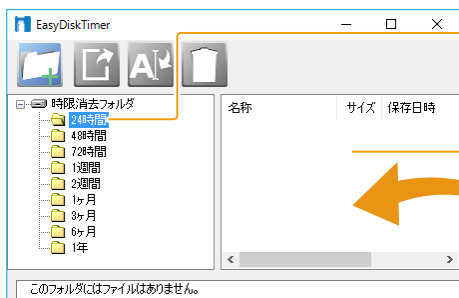 EasyDiskTimer
時限消去フォルダ
24時間
48時間
72時間
1週間
2週間
1ヶ月
3ヶ月
6ヶ月
1年
名称 サイズ 保存日時
このフォルダにはファイルはありません。